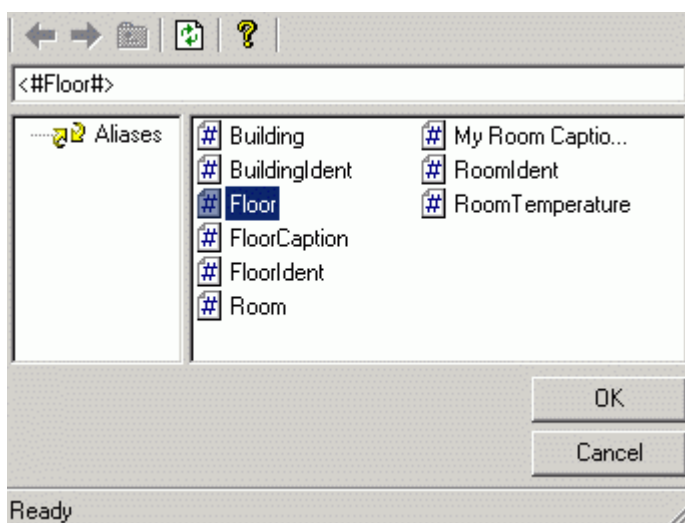 <#Floor#>
Aliases
Building
BuildingIdent
Floor
FloorCaption
FloorIdent
Room
My Room Captio...
RoomIdent
RoomTemperature
OK
Cancel
Ready